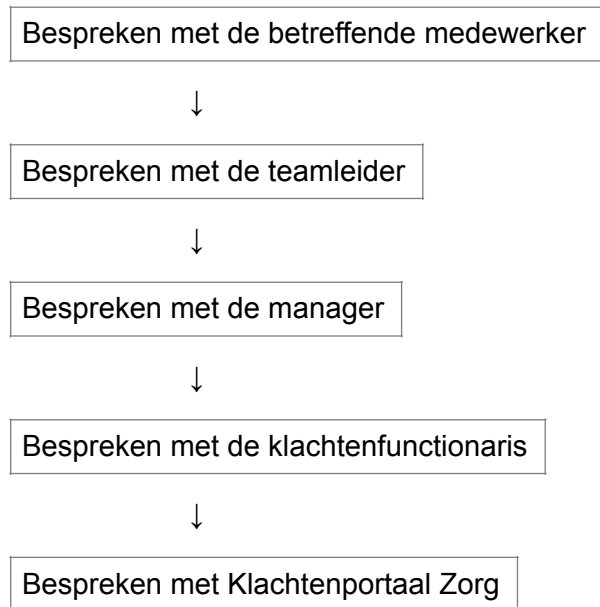 Bespreken met de betreffende medewerker
↓
Bespreken met de teamleider
↓
Bespreken met de manager
↓
Bespreken met de klachtenfunctionaris
↓
Bespreken met Klachtenportaal Zorg